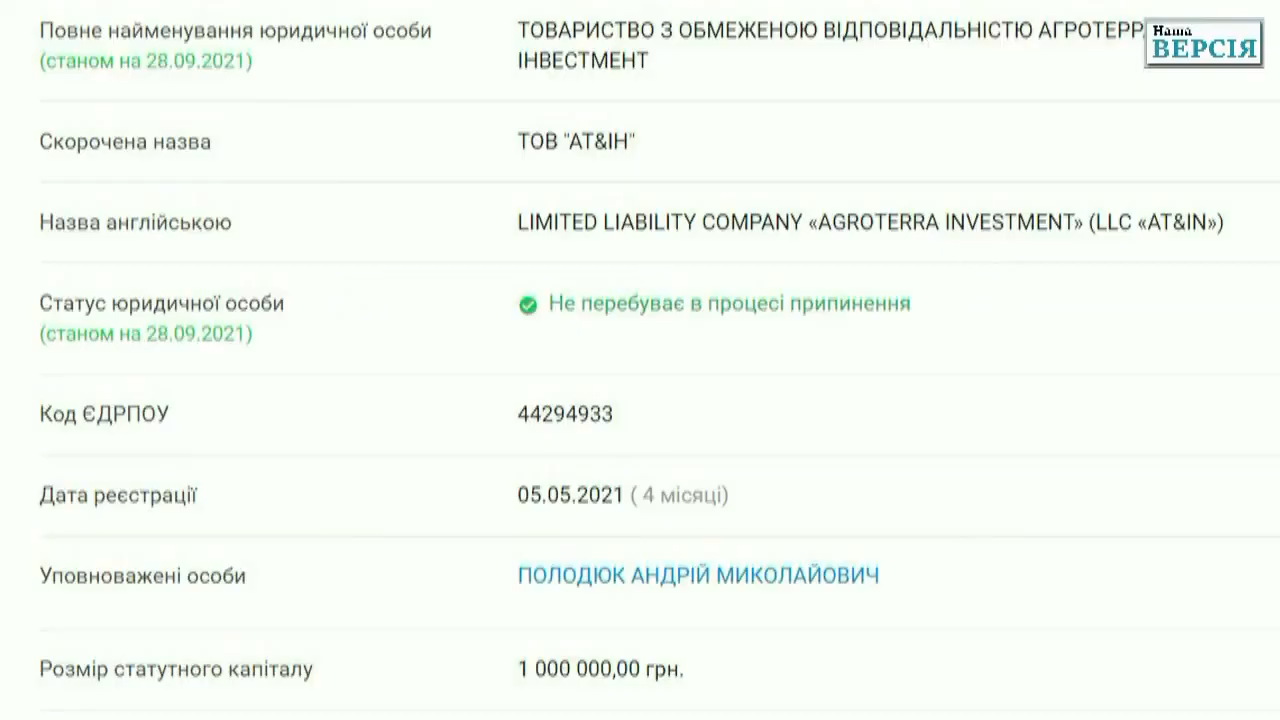 Повне найменування юридичної особи
(станом на 28.09.2021)
ТОВАРИСТВО З ОБМЕЖЕНОЮ ВІДПОВІДАЛЬНІСТЮ АГРОТЕРР
ІНВЕСТМЕНТ
Наша
ВЕРСІЯ
Скорочена назва
ТОВ "АТ&ІН"
Назва англійською
LIMITED LIABILITY COMPANY «AGROTERRA INVESTMENT» (LLC «AT&IN»)
Статус юридичної особи
(станом на 28.09.2021)
Не перебуває в процесі припинення
Код ЄДРПОУ
44294933
Дата реєстрації
05.05.2021 ( 4 місяці)
Уповноважені особи
ПОЛОДЮК АНДРІЙ МИКОЛАЙОВИЧ
Розмір статутного капіталу
1 000 000,00 грн.